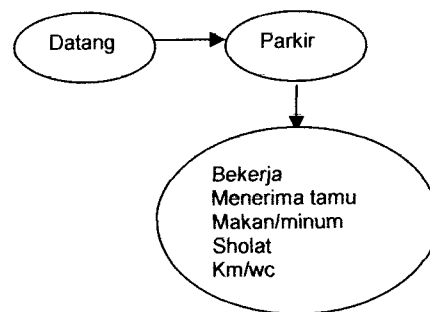 Datang
Parkir
Bekerja
Menerima tamu
Makan/minum
Sholat
Km/wc